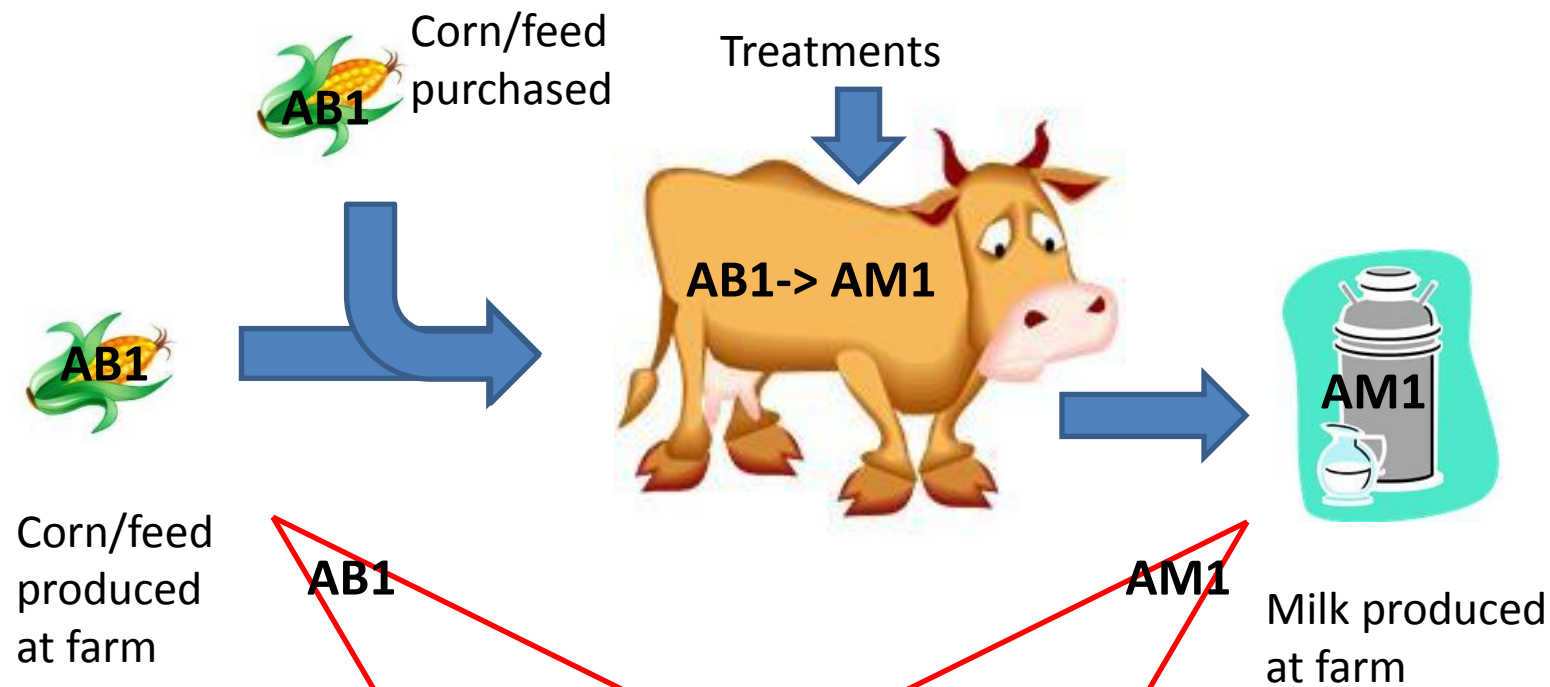 Corn/feed
purchased
AB1
Treatments
AB1-> AM1
AB1
AM1
Corn/feed
produced
at farm
AB1
AM1
Milk produced
at farm